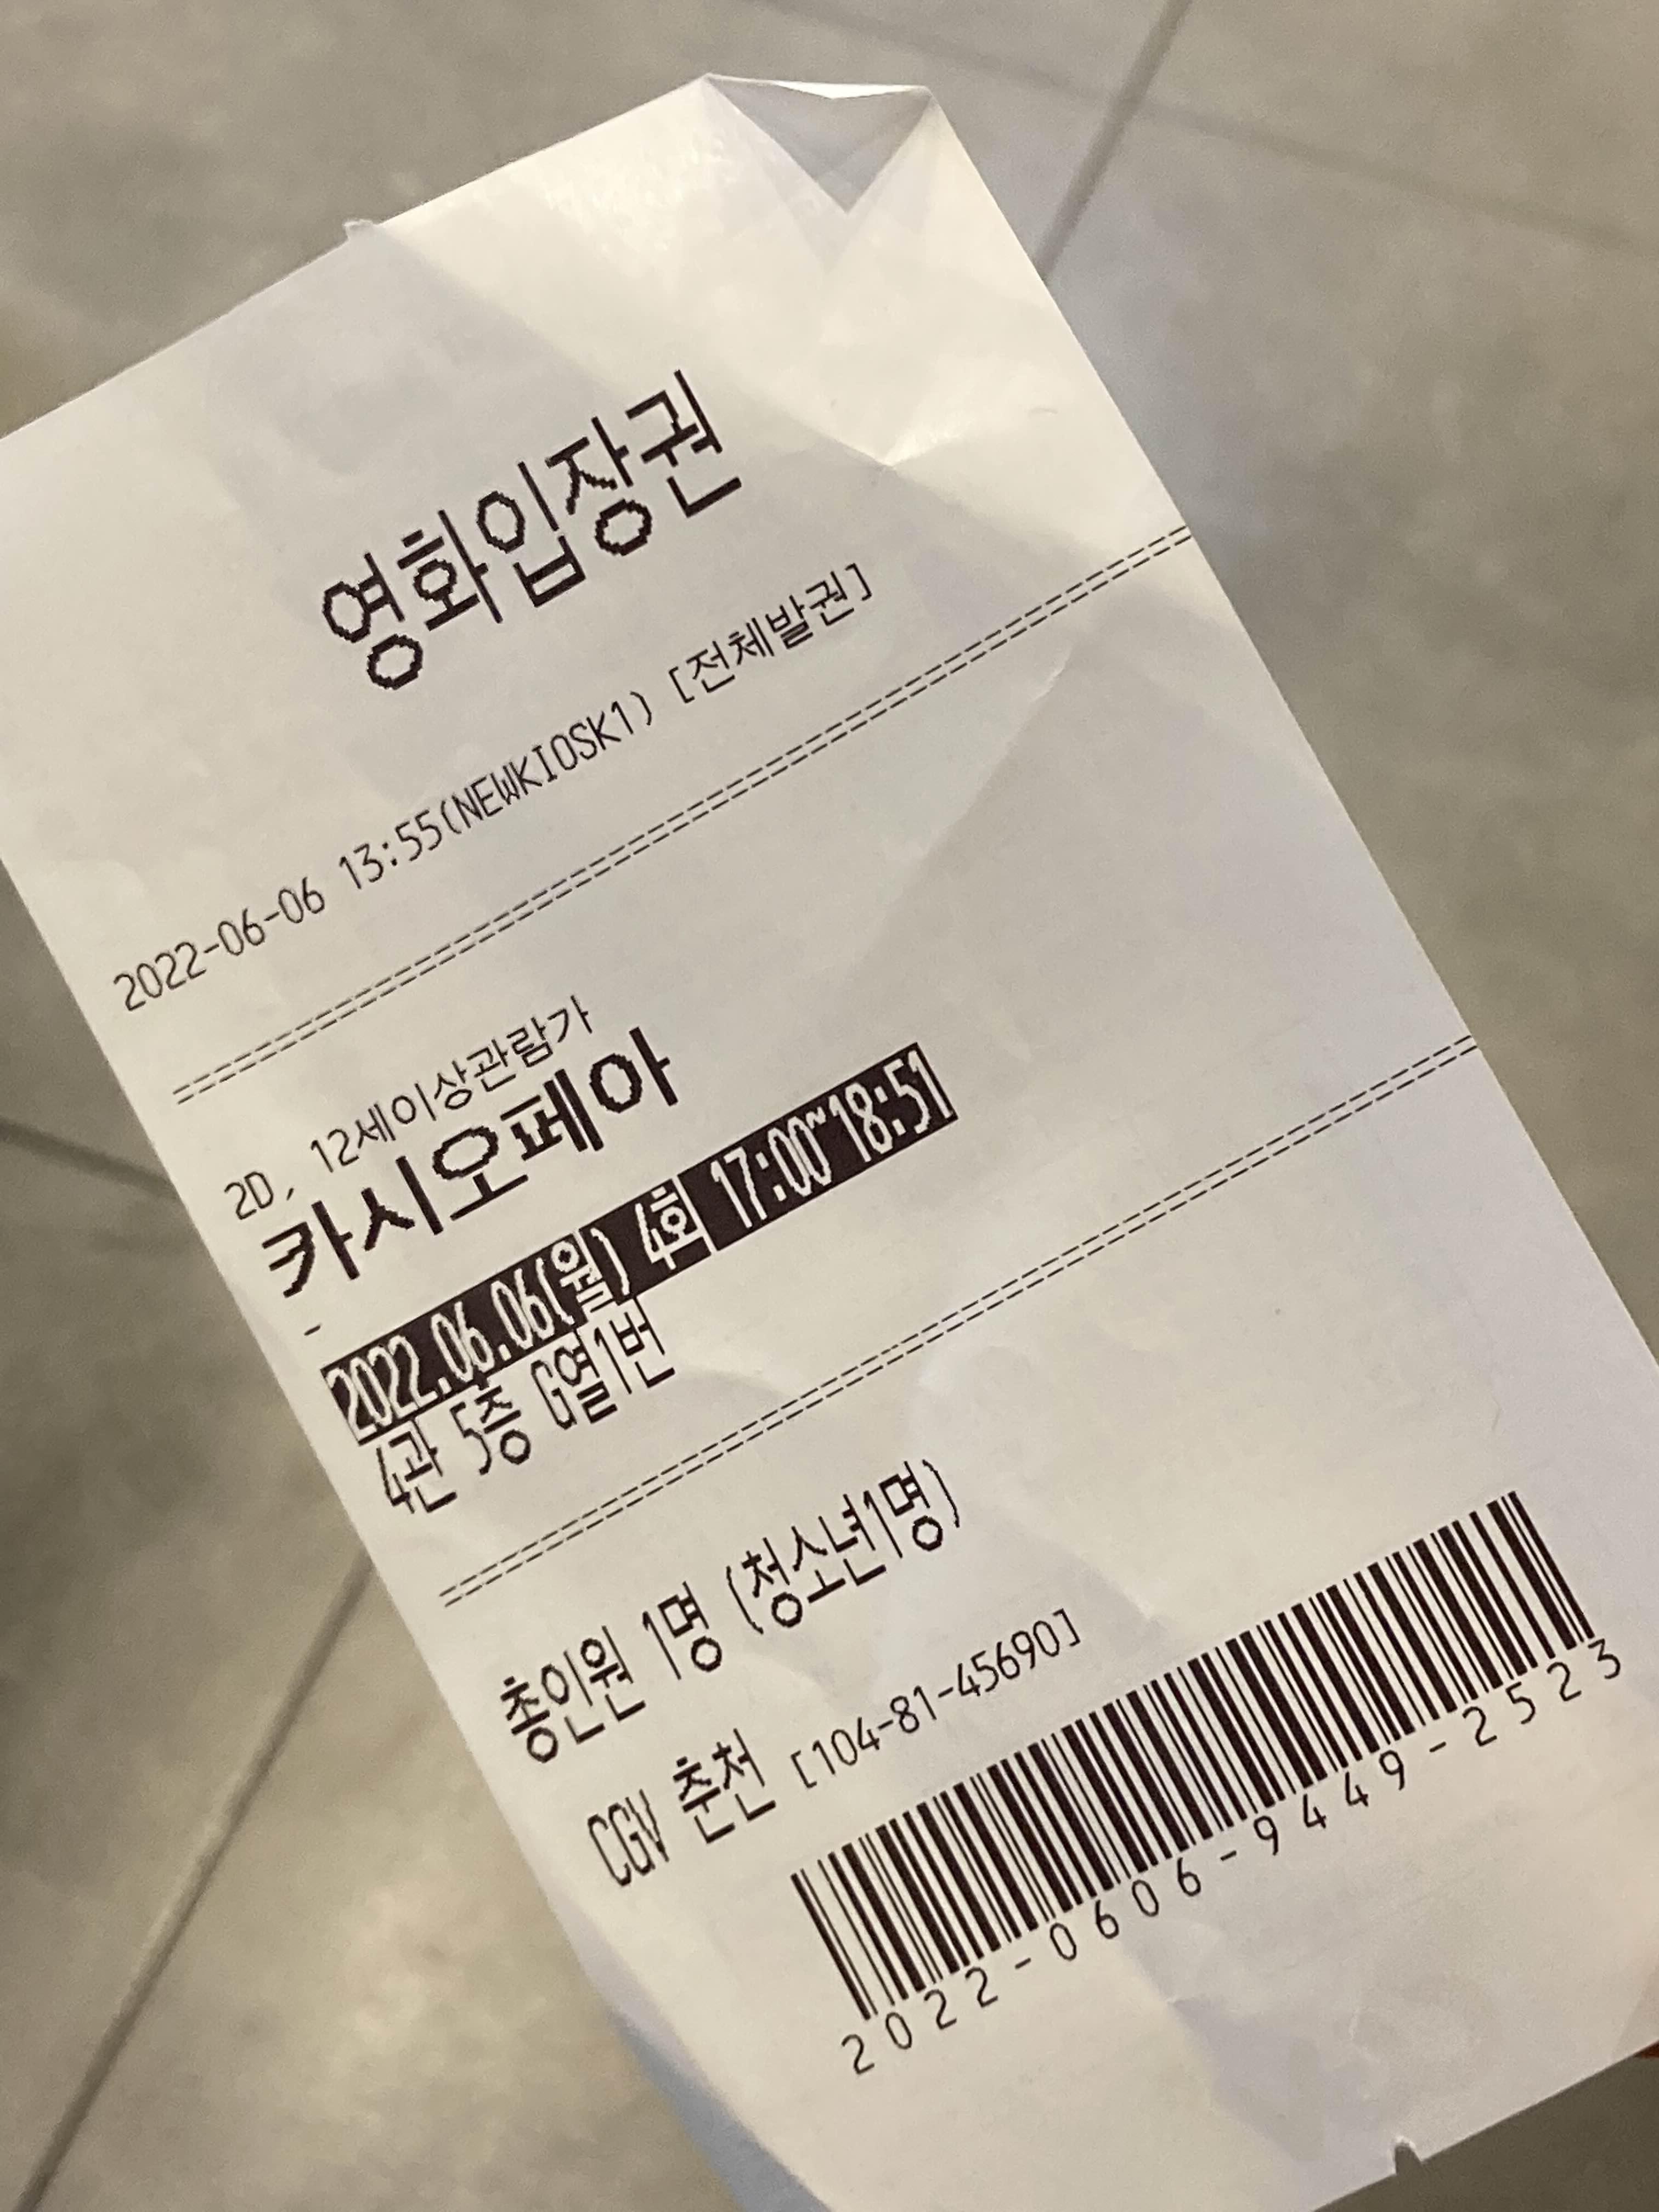 영화입장권
2022-06-06 13:55(NEWKIOSK1) [전체발권]
2D, 12세이상관람가
카시오페아
-
2022.06.06(월) 4회 17:00~18:51
4관 5층 G열1번
총인원 1명 (청소년1명)
CGV 춘천 [104-81-45690]
2022-0606-9449-2523